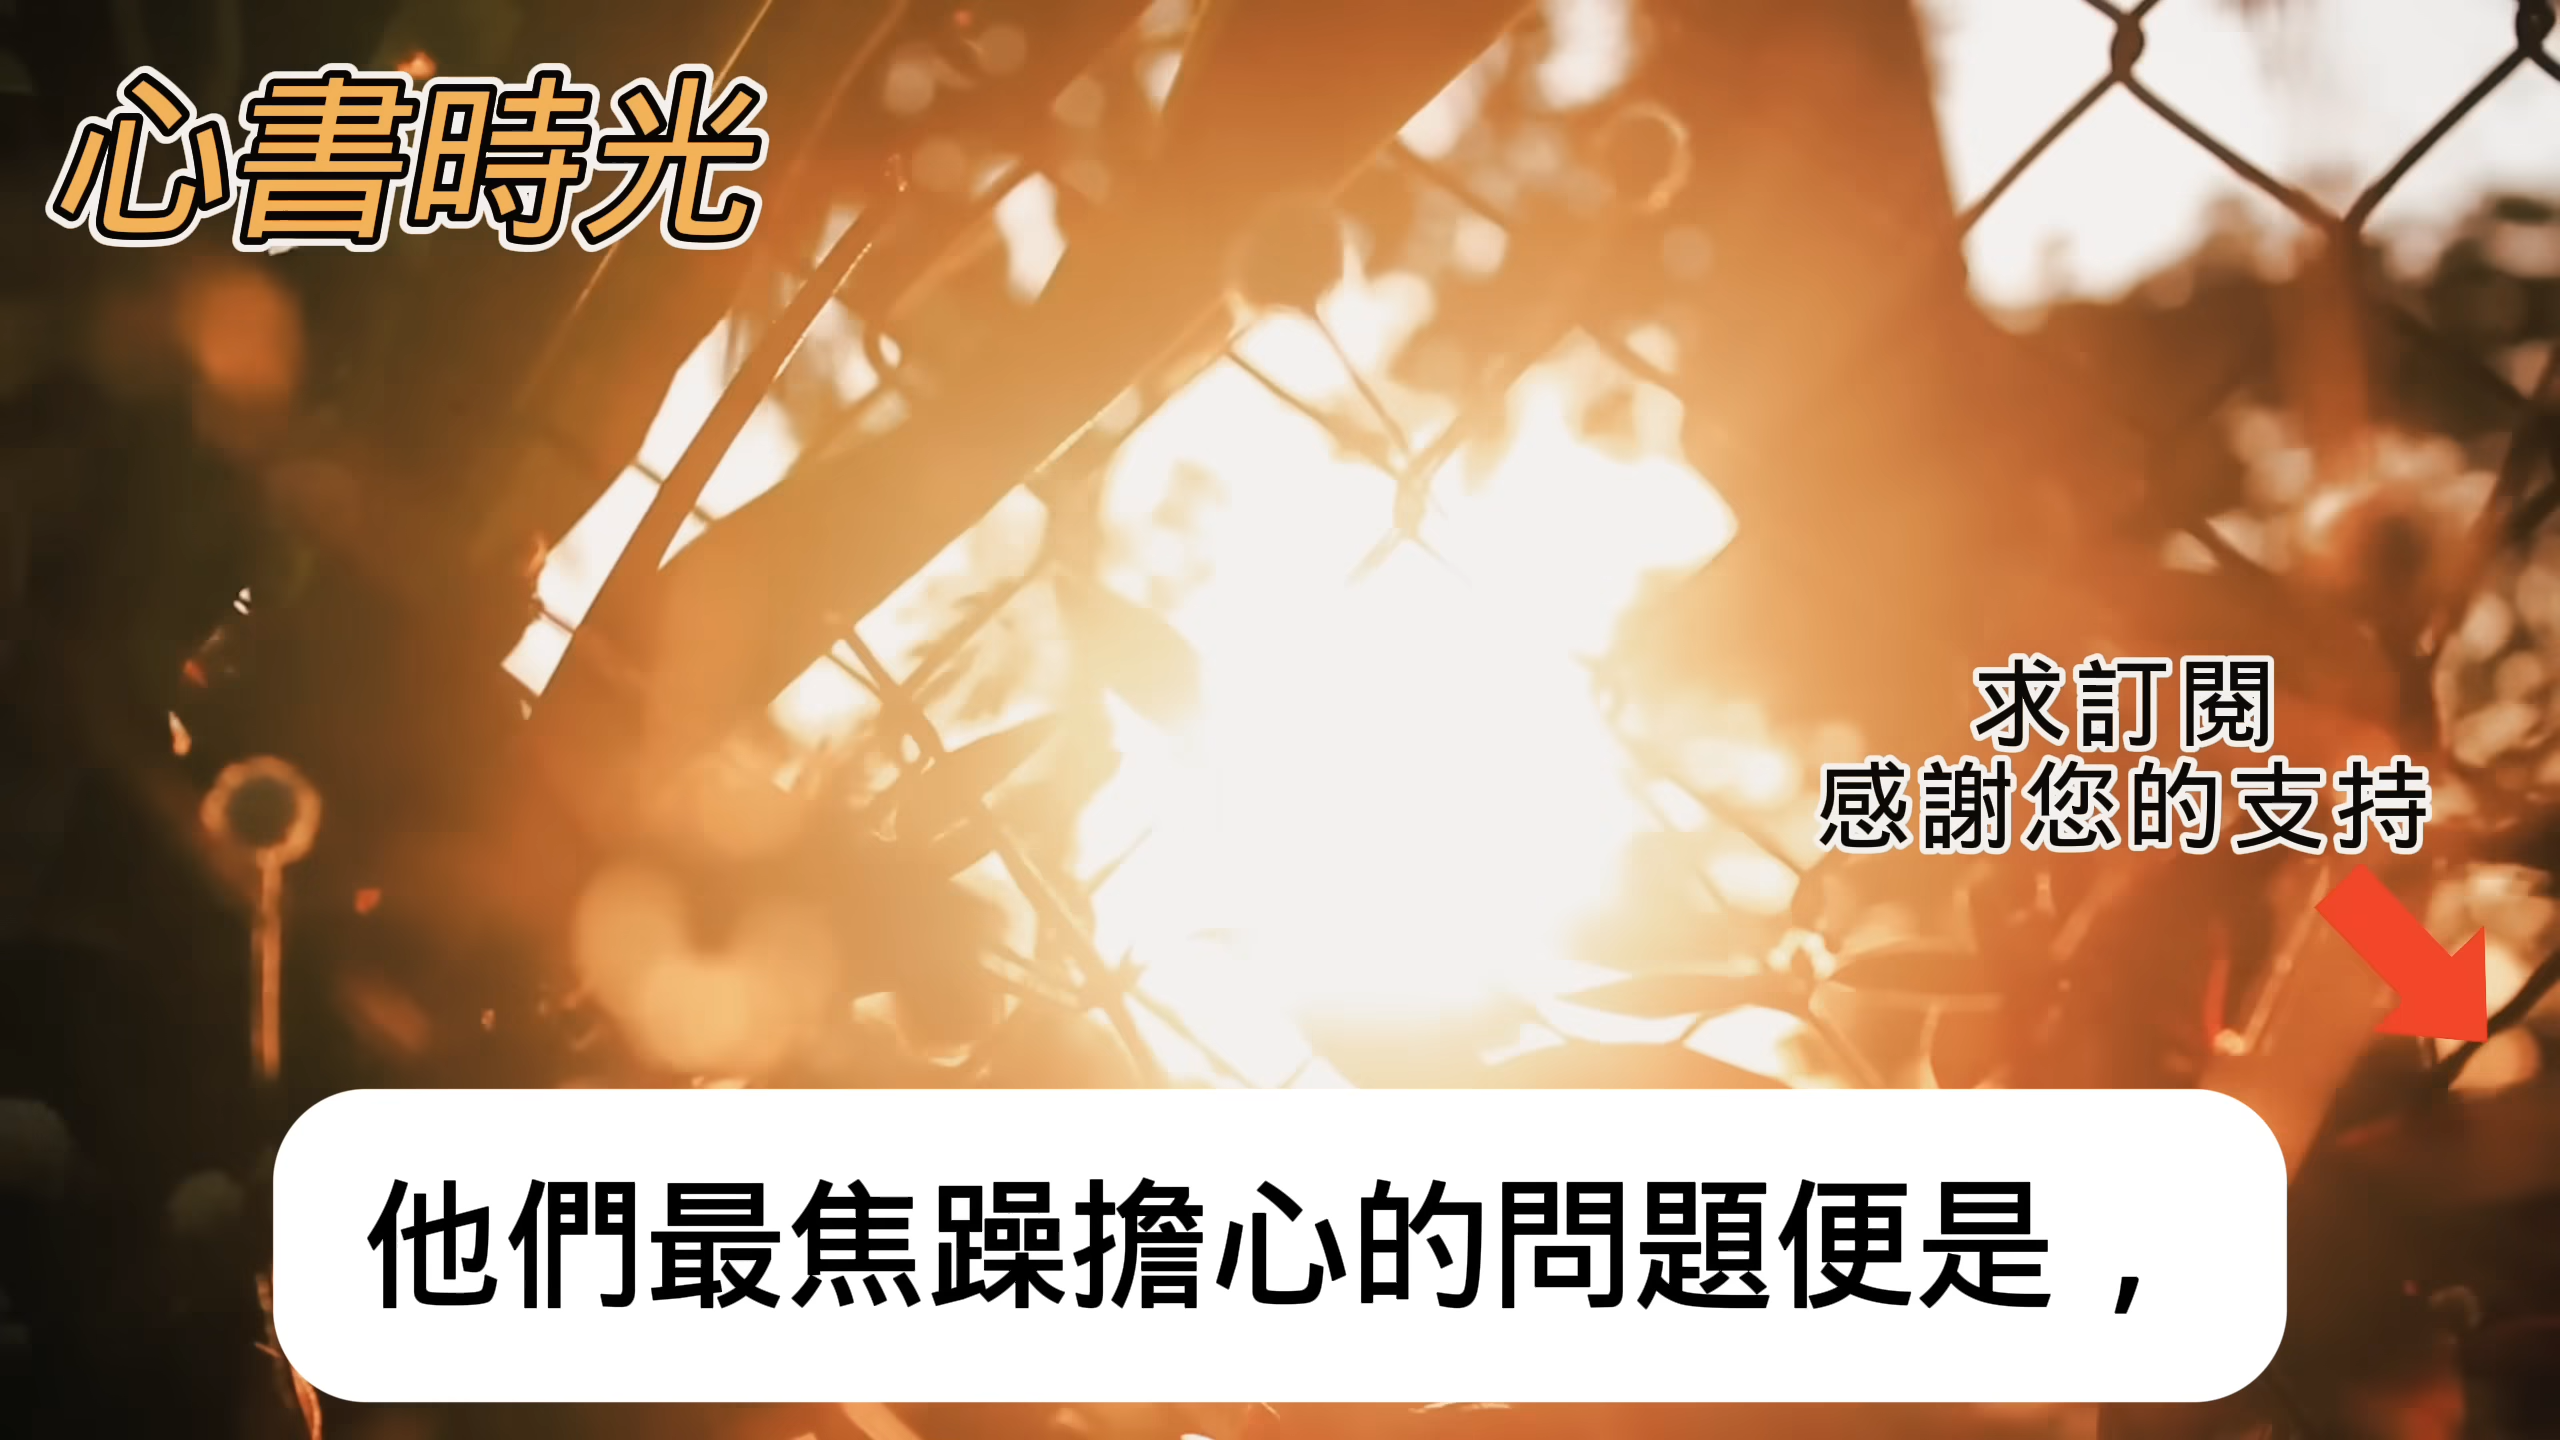 心書時光
求訂閱
感謝您的支持
他們最焦躁擔心的問題便是，